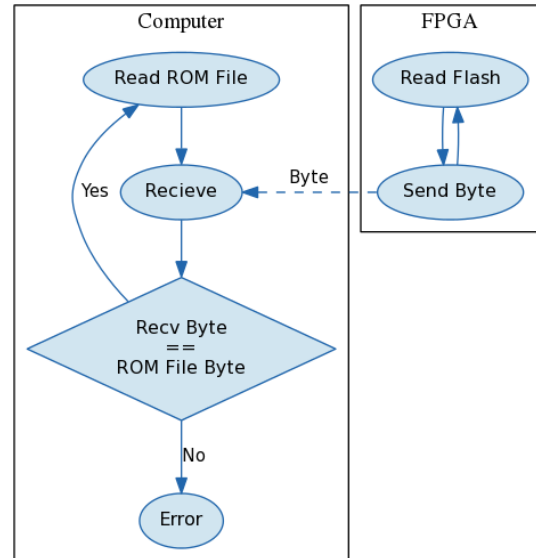 Computer
FPGA
Read ROM File
Read Flash
Yes
Recieve
Byte
Send Byte
Recv Byte
==
ROM File Byte
No
Error